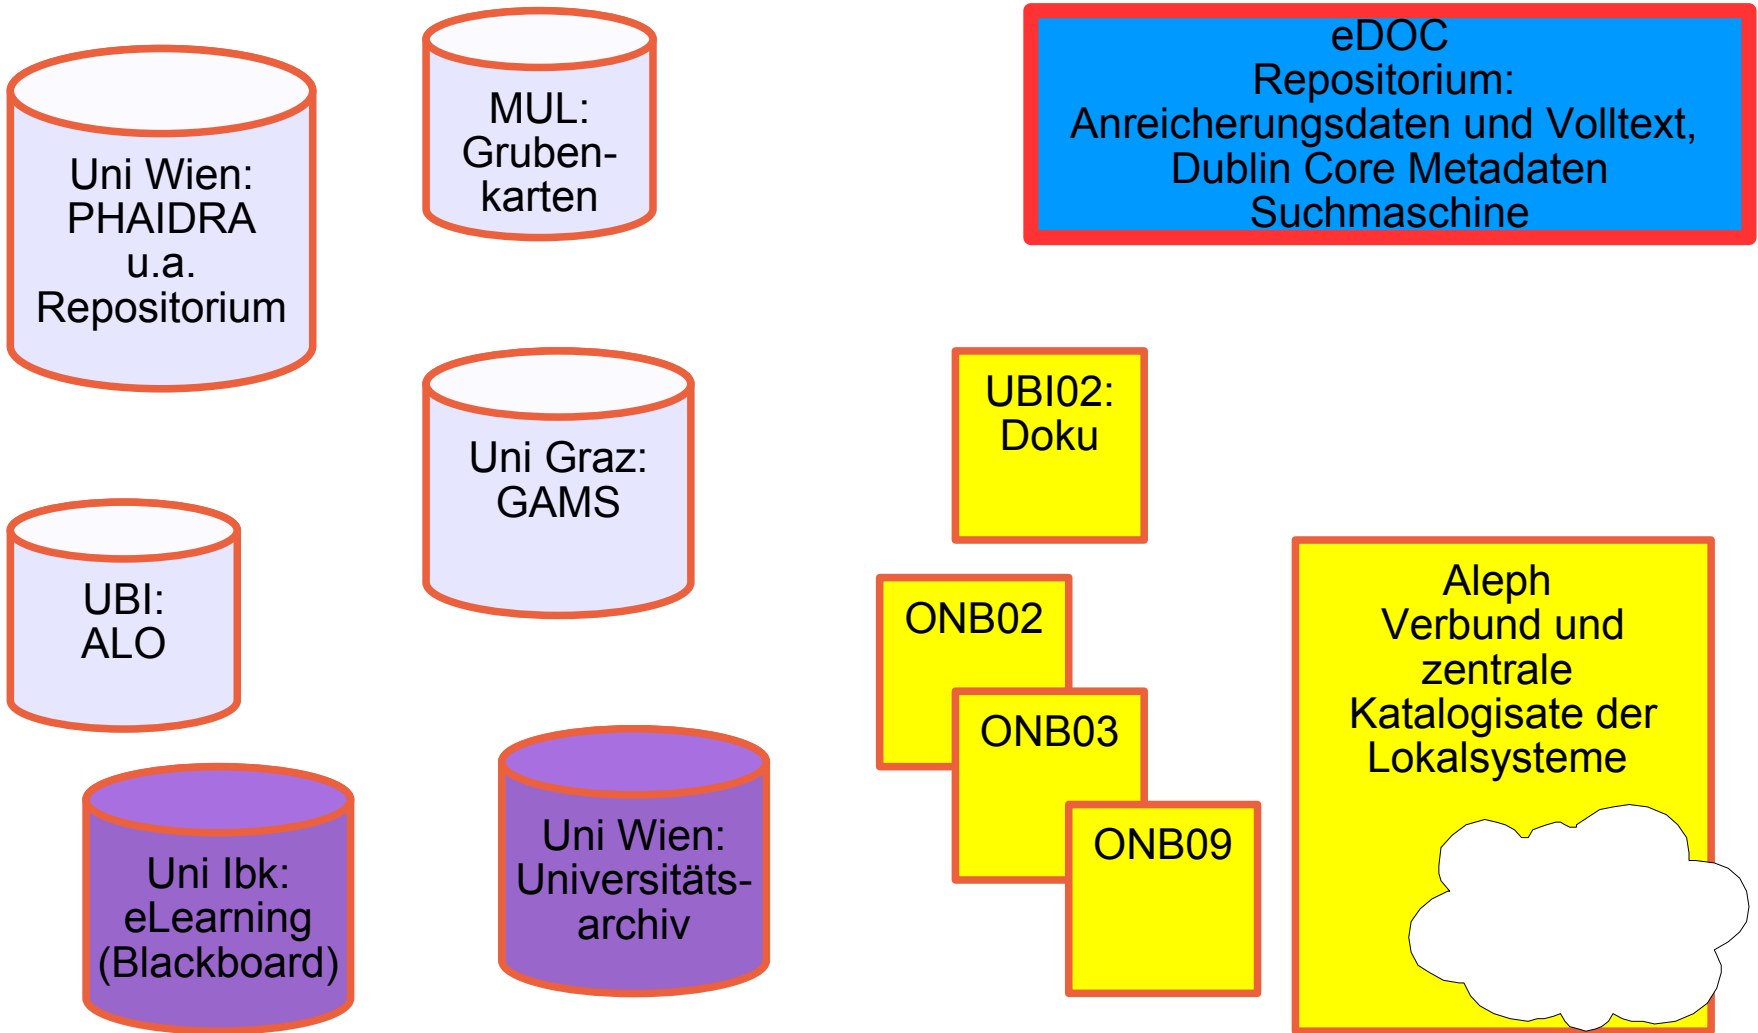 Uni Wien:
PHAIDRA
u.a.
Repositorium
MUL:
Gruben-
karten
eDOC
Repositorium:
Anreicherungsdaten und Volltext,
Dublin Core Metadaten
Suchmaschine
Uni Graz:
GAMS
UBI02:
Doku
UBI:
ALO
ONB02
ONB03
ONB09
Aleph
Verbund und
zentrale
Katalogisate der
Lokalsysteme
Uni Ibk:
eLearning
(Blackboard)
Uni Wien:
Universitäts-
archiv